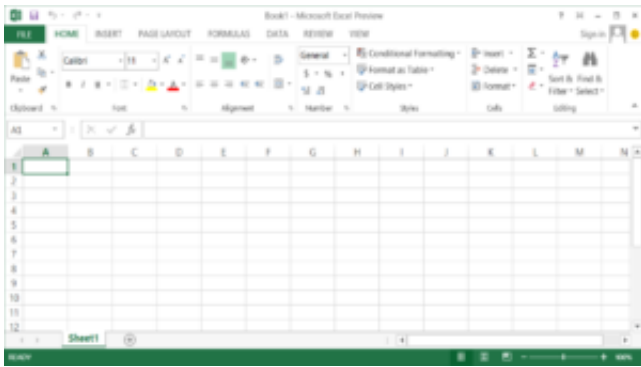 Book1 - Microsoft Excel Preview
FILE HOME INSERT PAGE LAYOUT FORMULAS DATA REVIEW VIEW Sign in
Calibri 11 General Conditional Formatting Insert
Paste Format as Table Delete Sort & Find &
Cell Styles Format Filter Select
Clipboard Font Alignment Number Styles Cells Editing
A1
A B C D E F G H I J K L M N
1
2
3
4
5
6
7
8
9
10
11
12
Sheet1
READY 100%